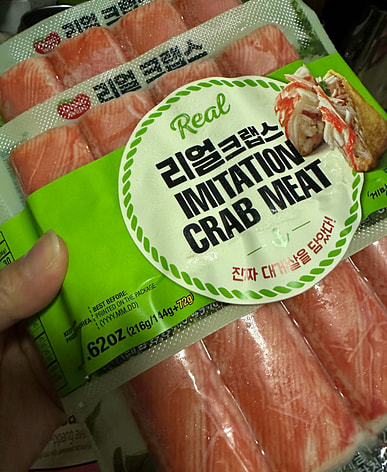 리얼 크랩스
리얼 크랩스
Real
리얼크랩스
IMITATION
CRAB MEAT
진짜 대게살을 담았다!
BEST BEFORE:
PRINTED ON THE PACKAGE
(YYYY.MM.DD)
.62OZ (216g/144g+72g)